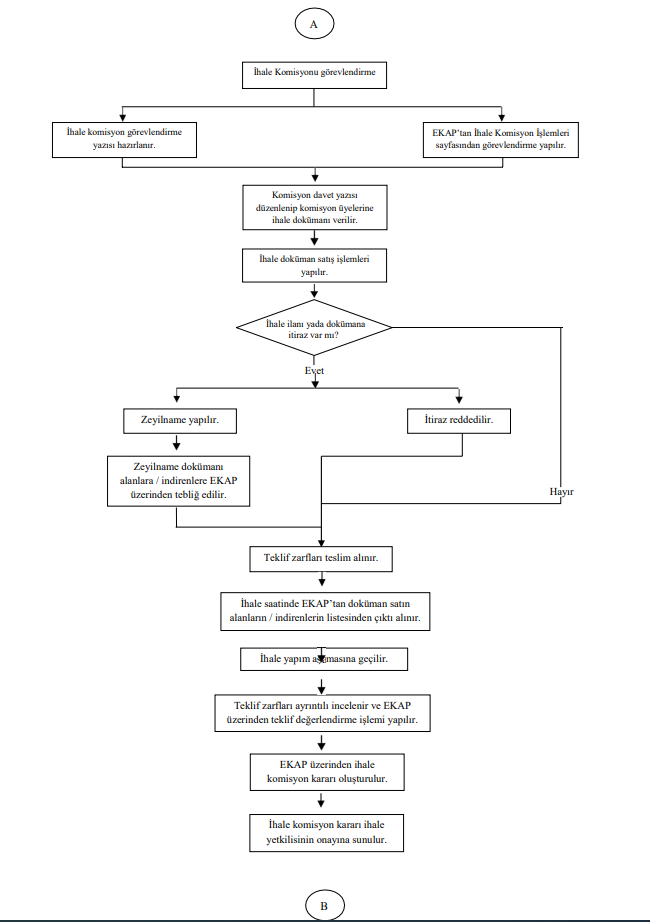 A
İhale Komisyonu görevlendirme
İhale komisyon görevlendirme
yazısı hazırlanır.
EKAP’tan İhale Komisyon İşlemleri
sayfasından görevlendirme yapılır.
Komisyon davet yazısı
düzenlenip komisyon üyelerine
ihale dokümanı verilir.
İhale doküman satış işlemleri
yapılır.
İhale ilanı yada dokümana
itiraz var mı?
Evet
Zeyilname yapılır.
İtiraz reddedilir.
Zeyilname dokümanı
alanlara / indirenlere EKAP
üzerinden tebliğ edilir.
Hayır
Teklif zarfları teslim alınır.
İhale saatinde EKAP’tan doküman satın
alanların / indirenlerin listesinden çıktı alınır.
İhale yapım aşamasına geçilir.
Teklif zarfları ayrıntılı incelenir ve EKAP
üzerinden teklif değerlendirme işlemi yapılır.
EKAP üzerinden ihale
komisyon kararı oluşturulur.
İhale komisyon kararı ihale
yetkilisinin onayına sunulur.
B